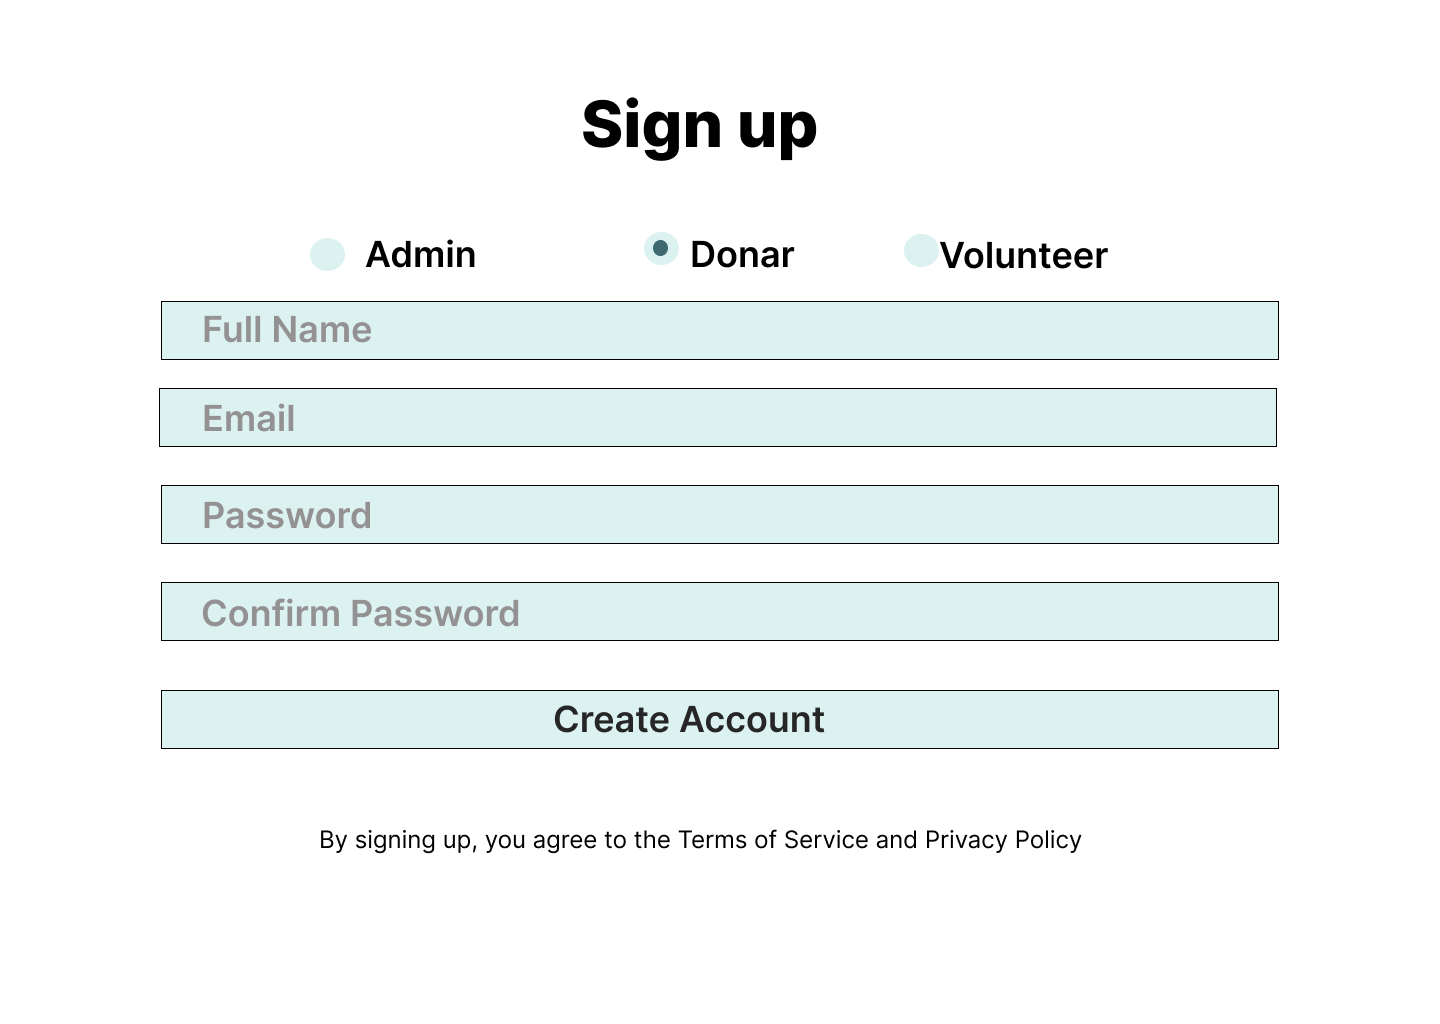 Sign up
Admin Donar Volunteer
Full Name
Email
Password
Confirm Password
Create Account
By signing up, you agree to the Terms of Service and Privacy Policy